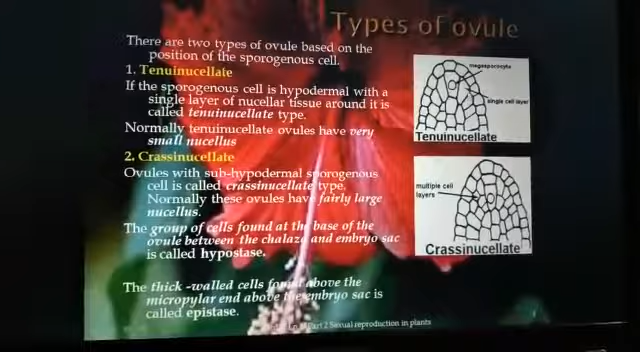 Types of ovule
There are two types of ovule based on the
position of the sporogenous cell.
1. Tenuinucellate
If the sporogenous cell is hypodermal with a
single layer of nucellar tissue around it is
called tenuinucellate type.
Normally tenuinucellate ovules have very
small nucellus
2. Crassinucellate
Ovules with sub-hypodermal sporogenous
cell is called crassinucellate type.
Normally these ovules have fairly large
nucellus.
The group of cells found at the base of the
ovule between the chalaza and embryo sac
is called hypostase.
The thick -walled cells found above the
micropylar end above the embryo sac is
called epistase.
megasporocyte
single cell layer
Tenuinucellate
multiple cell
layers
Crassinucellate
Part 2 Sexual reproduction in plants